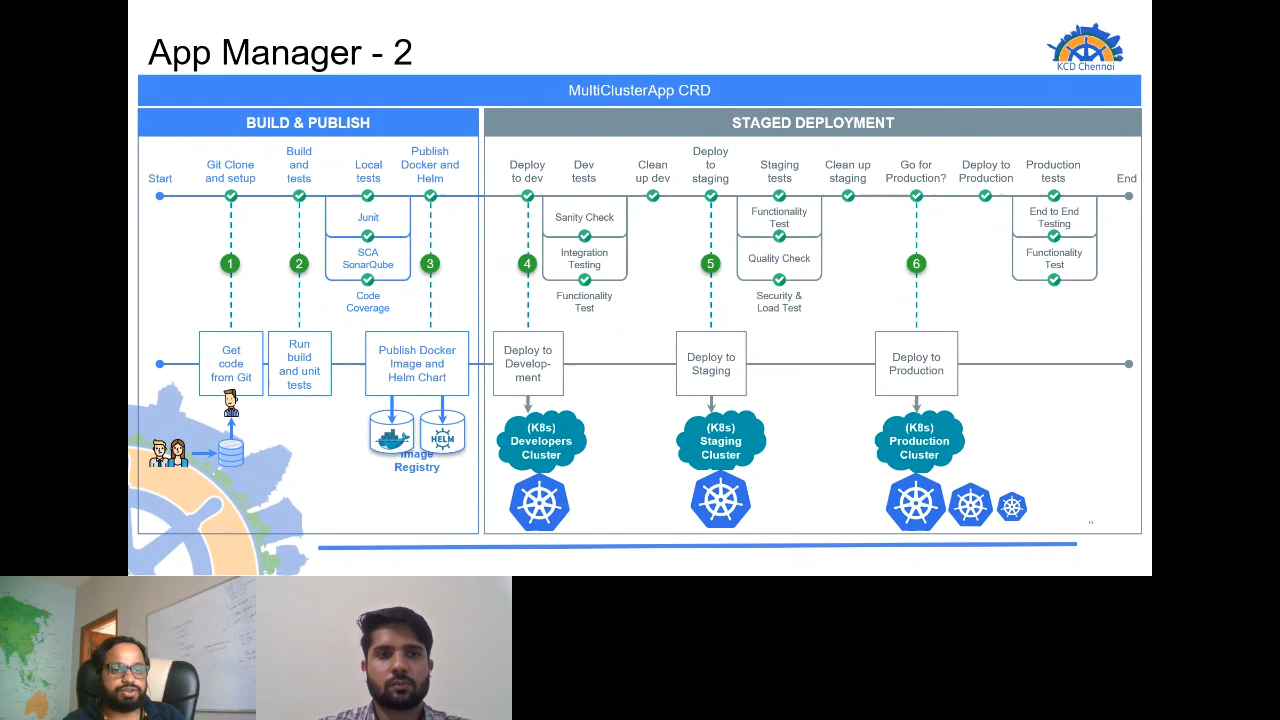 App Manager - 2
KCD Chennai
MultiClusterApp CRD
BUILD & PUBLISH
STAGED DEPLOYMENT
Start
Git Clone
and setup
Build
and
tests
Local
tests
Publish
Docker and
Helm
Deploy
to dev
Dev
tests
Clean
up dev
Deploy
to
staging
Staging
tests
Clean up
staging
Go for
Production?
Deploy to
Production
Production
tests
End
Junit
SCA
SonarQube
Code
Coverage
Sanity Check
Integration
Testing
Functionality
Test
Functionality
Test
Quality Check
Security &
Load Test
End to End
Testing
Functionality
Test
1
2
3
4
5
6
Get
code
from Git
Run
build
and unit
tests
Publish Docker
Image and
Helm Chart
Deploy to
Develop-
ment
Deploy to
Staging
Deploy to
Production
HELM
Image
Registry
(K8s)
Developers
Cluster
(K8s)
Staging
Cluster
(K8s)
Production
Cluster